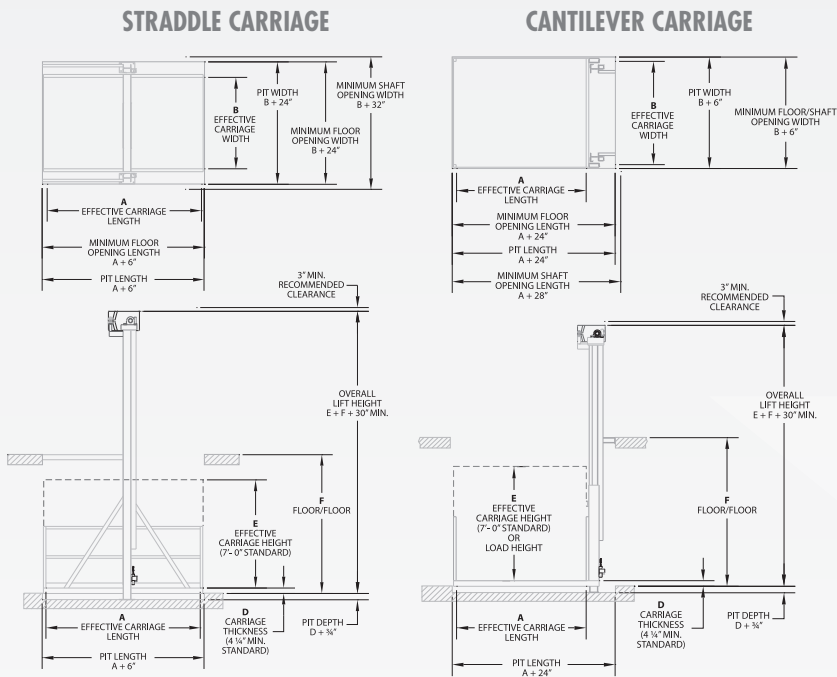 STRADDLE CARRIAGE
B
EFFECTIVE
CARRIAGE
WIDTH
PIT WIDTH
B + 24"
MINIMUM FLOOR
OPENING WIDTH
B + 24"
MINIMUM SHAFT
OPENING WIDTH
B + 32"
A
EFFECTIVE CARRIAGE
LENGTH
MINIMUM FLOOR
OPENING LENGTH
A + 6"
PIT LENGTH
A + 6"
3" MIN.
RECOMMENDED
CLEARANCE
OVERALL
LIFT HEIGHT
E + F + 30" MIN.
F
FLOOR/FLOOR
E
EFFECTIVE
CARRIAGE HEIGHT
(7'- 0" STANDARD)
A
EFFECTIVE CARRIAGE
LENGTH
PIT LENGTH
A + 6"
D
CARRIAGE
THICKNESS
(4 ¼" MIN.
STANDARD)
PIT DEPTH
D + ¾"
CANTILEVER CARRIAGE
B
EFFECTIVE
CARRIAGE
WIDTH
PIT WIDTH
B + 6"
MINIMUM FLOOR/SHAFT
OPENING WIDTH
B + 6"
A
EFFECTIVE CARRIAGE
LENGTH
MINIMUM FLOOR
OPENING LENGTH
A + 24"
PIT LENGTH
A + 24"
MINIMUM SHAFT
OPENING LENGTH
A + 28"
3" MIN.
RECOMMENDED
CLEARANCE
OVERALL
LIFT HEIGHT
E + F + 30" MIN.
F
FLOOR/FLOOR
E
EFFECTIVE
CARRIAGE HEIGHT
(7'- 0" STANDARD)
OR
LOAD HEIGHT
A
EFFECTIVE CARRIAGE
LENGTH
PIT LENGTH
A + 24"
D
CARRIAGE
THICKNESS
(4 ¼" MIN.
STANDARD)
PIT DEPTH
D + ¾"